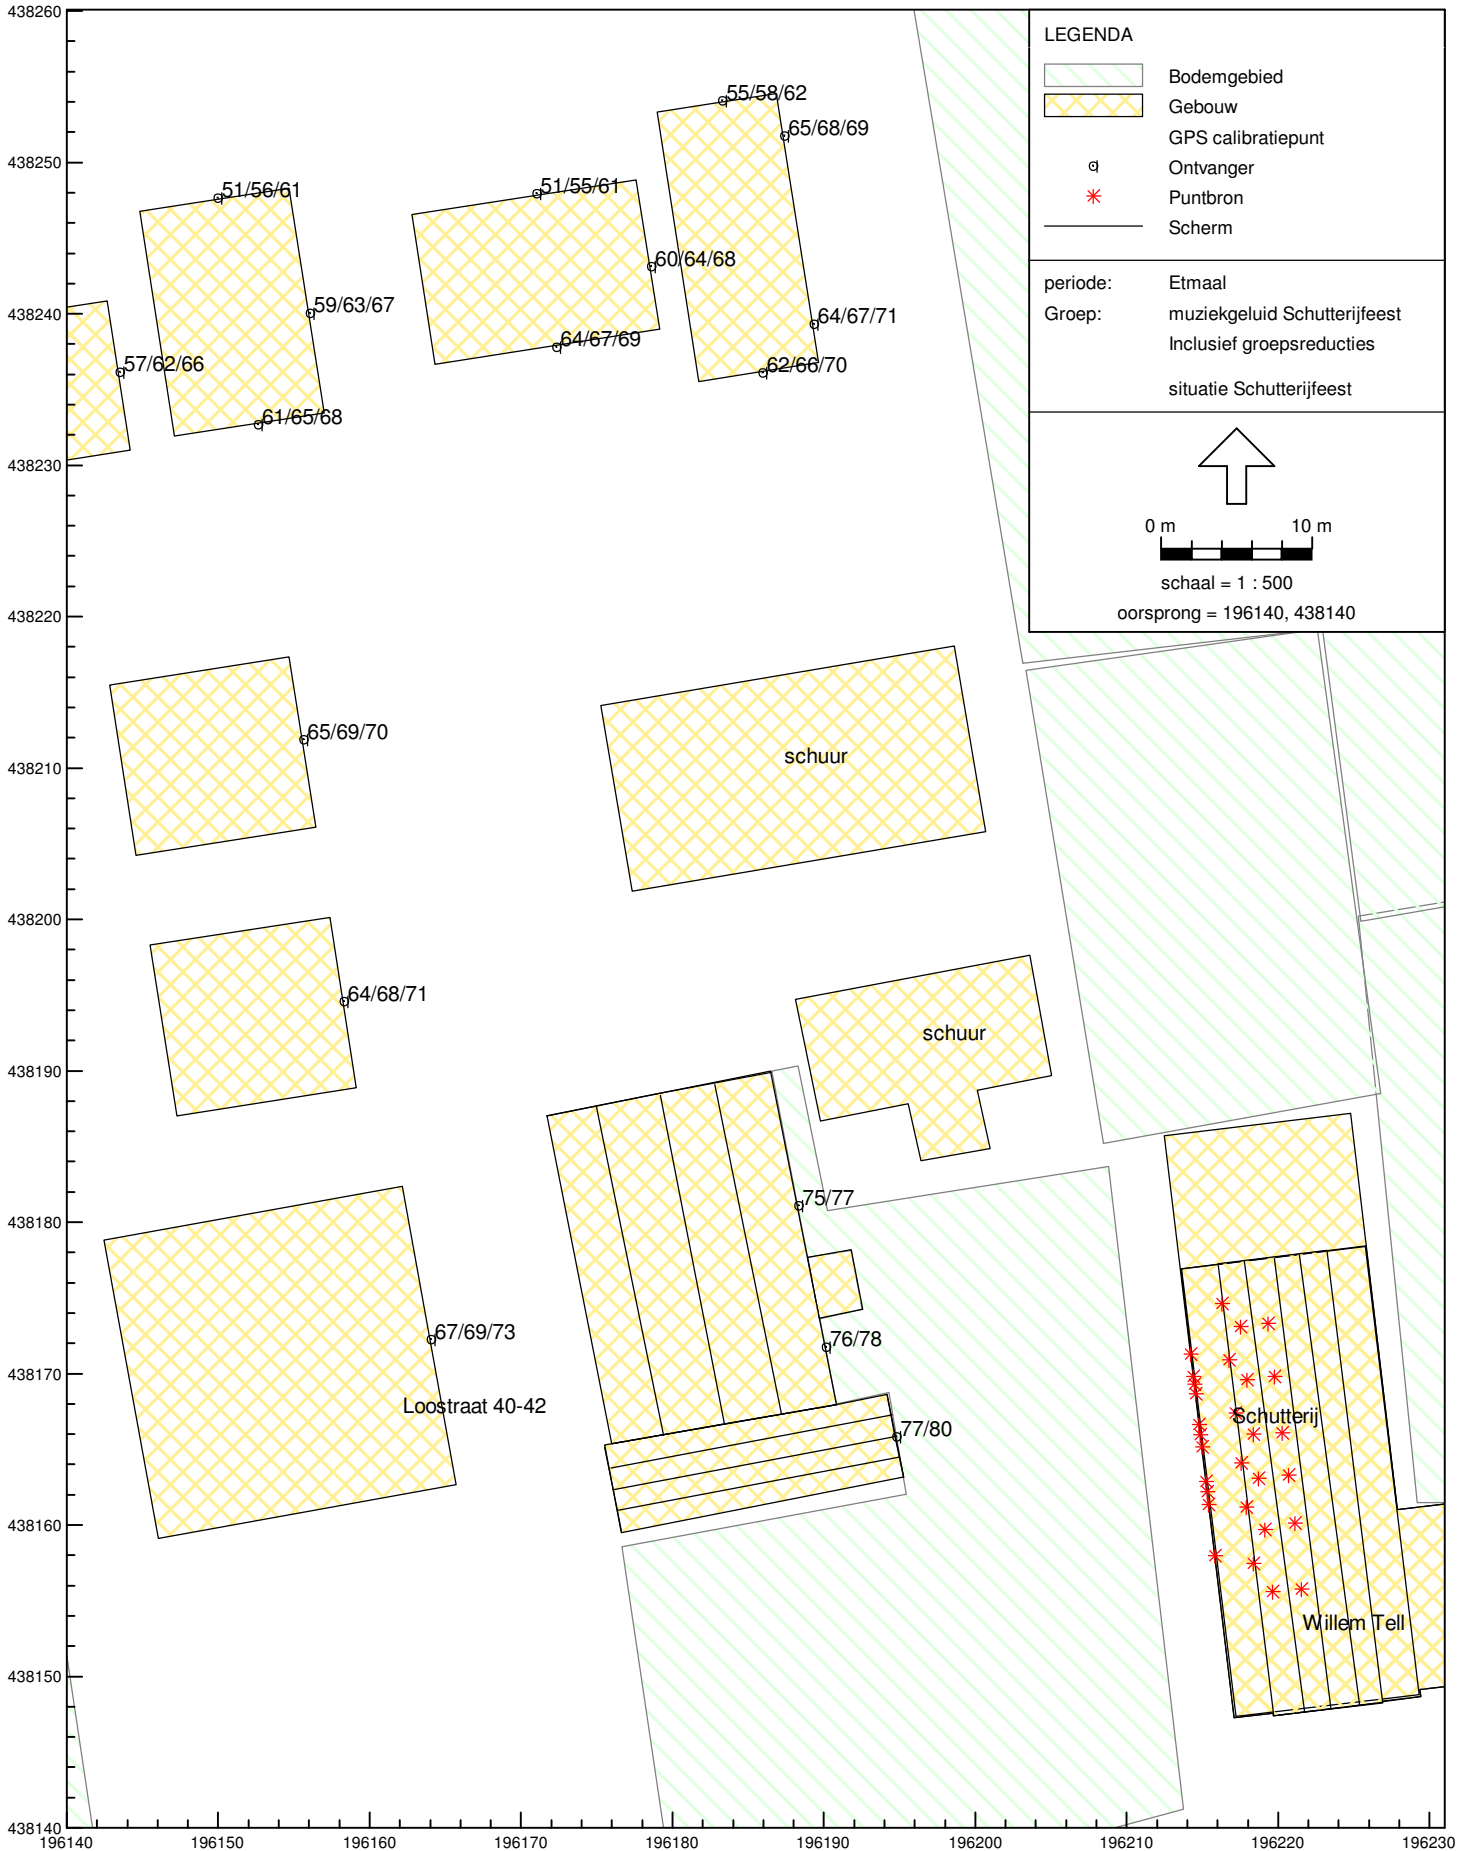 438260
438250
438240
438230
438220
438210
438200
438190
438180
438170
438160
438150
438140
196140
196150
196160
196170
196180
196190
196200
196210
196220
196230
55/58/62
65/68/69
51/56/61
51/55/61
60/64/68
59/63/67
64/67/71
64/67/69
57/62/66
62/66/70
61/65/68
65/69/70
schuur
64/68/71
schuur
75/77
67/69/73
76/78
Loostraat 40-42
77/80
Schutterij
Willem Tell
LEGENDA
Bodemgebied
Gebouw
GPS calibratiepunt
Ontvanger
Puntbron
Scherm
periode: Etmaal
Groep: muziekgeluid Schutterijfeest
Inclusief groepsreducties
situatie Schutterijfeest
0 m 10 m
schaal = 1 : 500
oorsprong = 196140, 438140